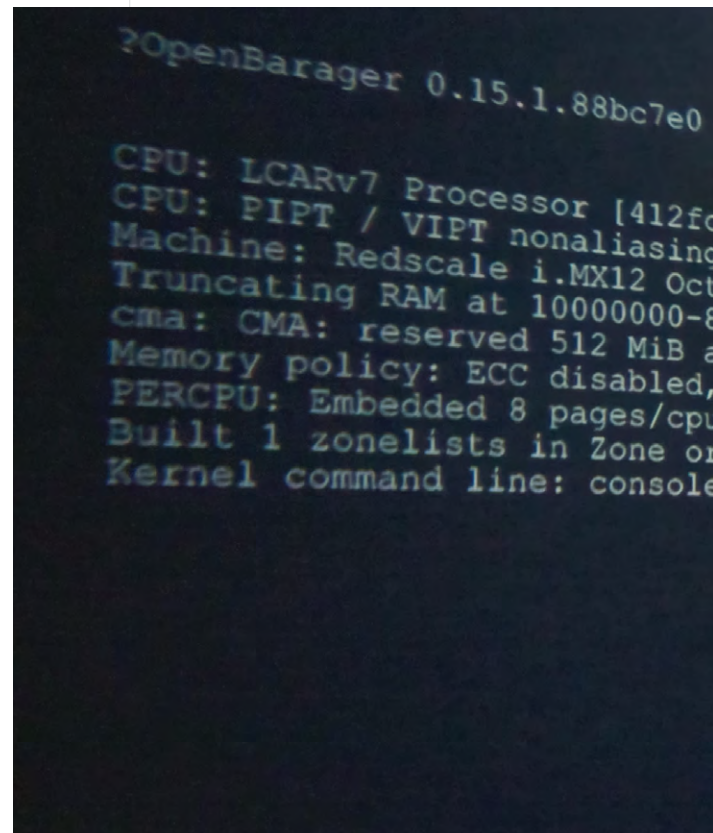 ?OpenBarager 0.15.1.88bc7e0
CPU: LCARv7 Processor [412fc
CPU: PIPT / VIPT nonaliasing
Machine: Redscale i.MX12 Oct
Truncating RAM at 10000000-8
cma: CMA: reserved 512 MiB a
Memory policy: ECC disabled,
PERCPU: Embedded 8 pages/cpu
Built 1 zonelists in Zone or
Kernel command line: console